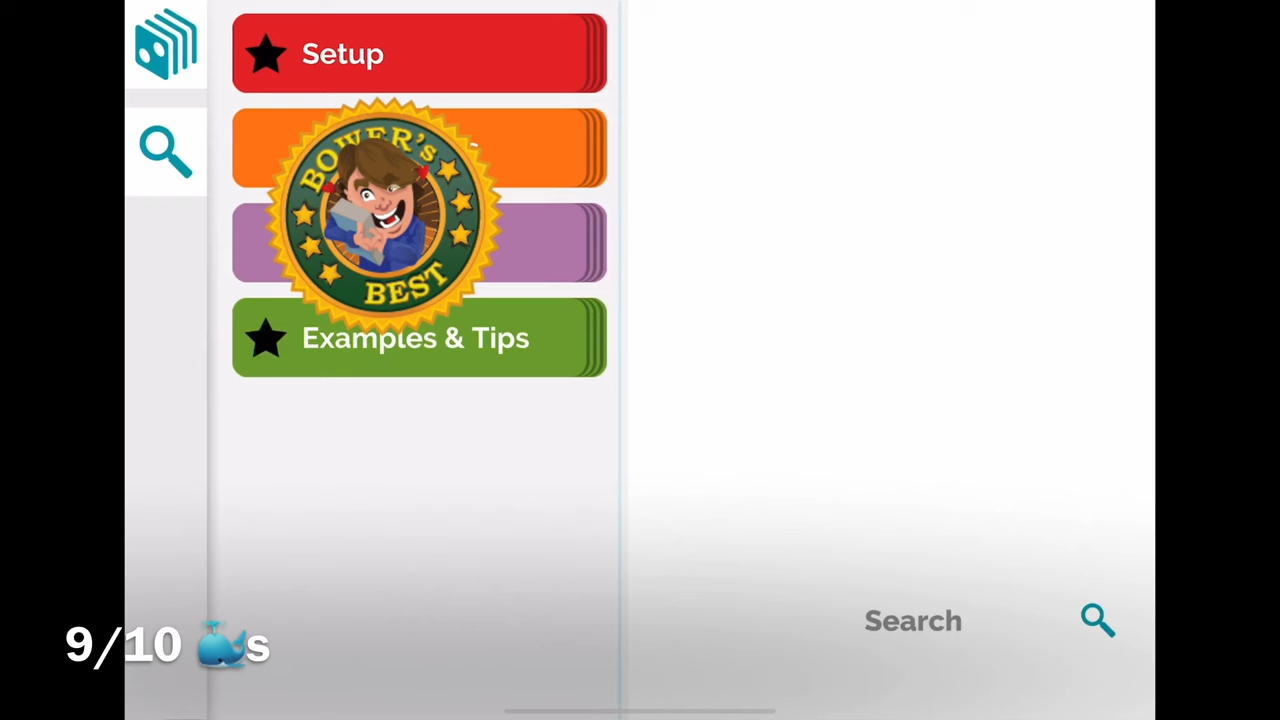 Setup
BOWER's
BEST
Examples & Tips
Search
9/10 🐳s